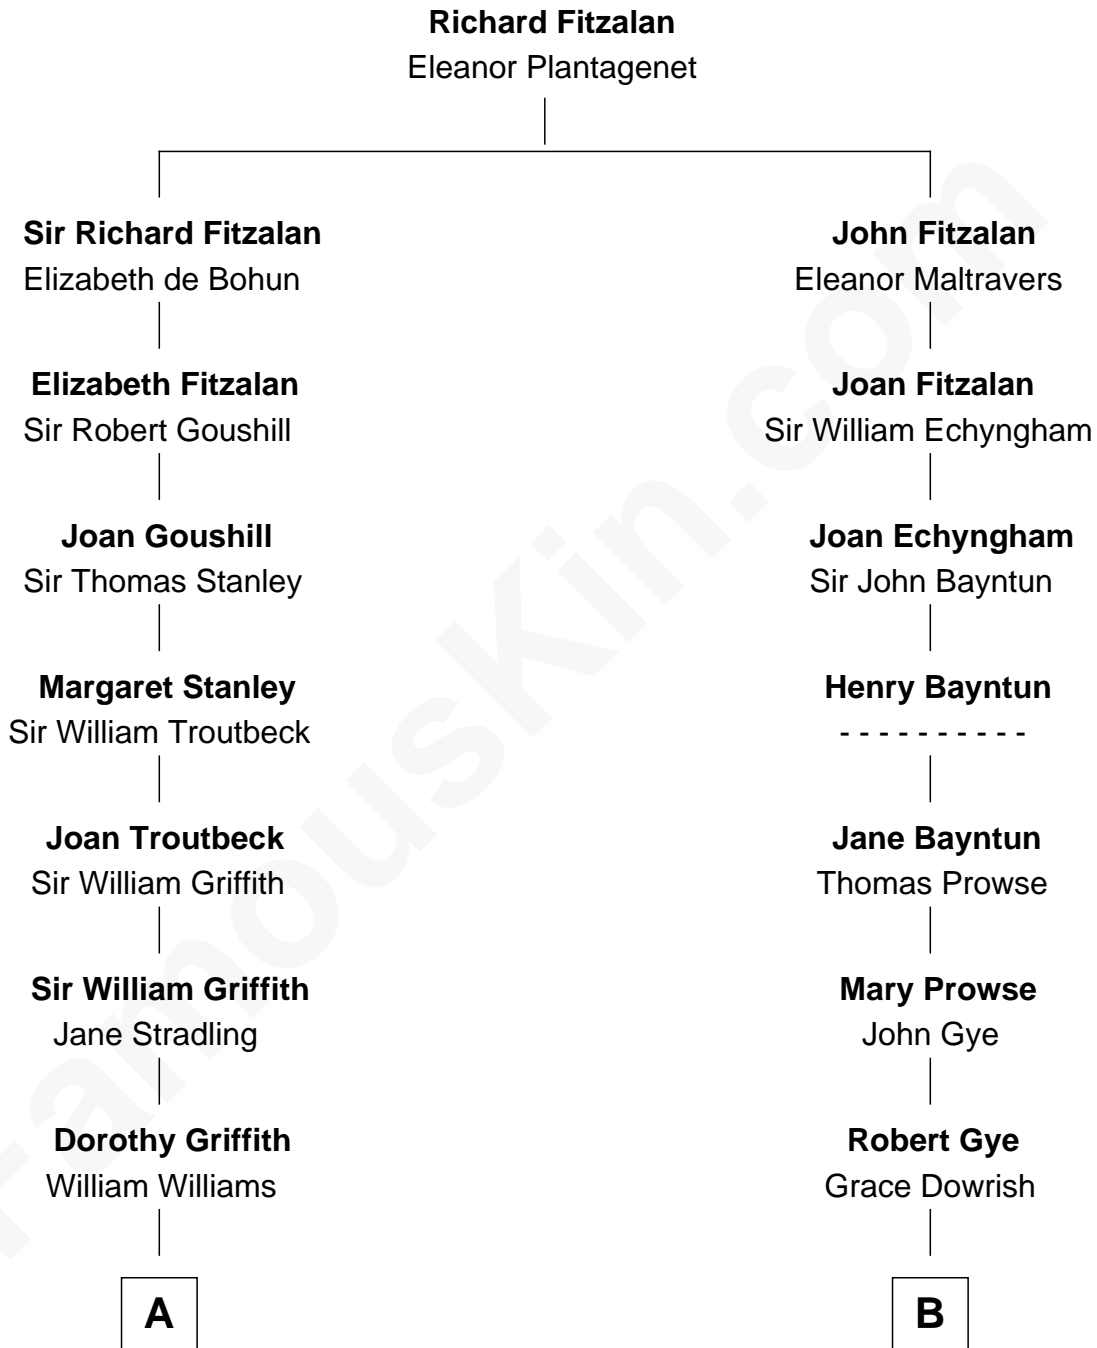 Richard Fitzalan
Eleanor Plantagenet
Sir Richard Fitzalan
Elizabeth de Bohun
John Fitzalan
Eleanor Maltravers
Elizabeth Fitzalan
Sir Robert Goushill
Joan Fitzalan
Sir William Echyngham
Joan Goushill
Sir Thomas Stanley
Joan Echyngham
Sir John Bayntun
Margaret Stanley
Sir William Troutbeck
Henry Bayntun
- - - - - - - - - -
Joan Troutbeck
Sir William Griffith
Jane Bayntun
Thomas Prowse
Sir William Griffith
Jane Stradling
Mary Prowse
John Gye
Dorothy Griffith
William Williams
Robert Gye
Grace Dowrish
A
B
FamousKin.com